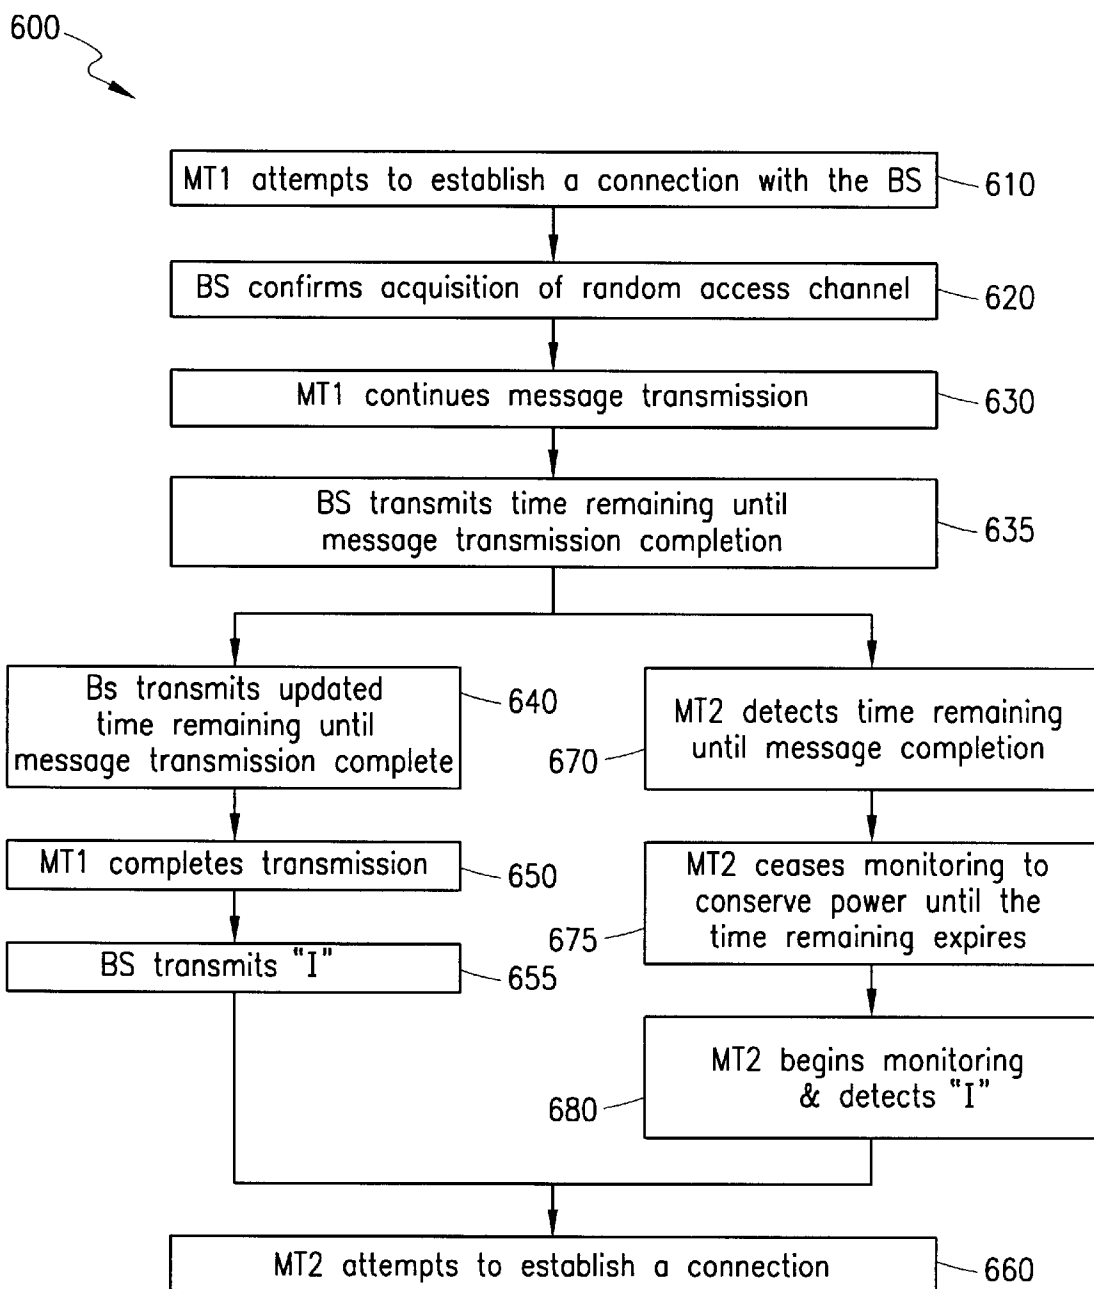 600
MT1 attempts to establish a connection with the BS
610
BS confirms acquisition of random access channel
620
MT1 continues message transmission
630
BS transmits time remaining until
message transmission completion
635
Bs transmits updated
time remaining until
message transmission complete
640
MT2 detects time remaining
until message completion
670
MT1 completes transmission
650
MT2 ceases monitoring to
conserve power until the
time remaining expires
675
BS transmits "I"
655
MT2 begins monitoring
& detects "I"
680
MT2 attempts to establish a connection
660